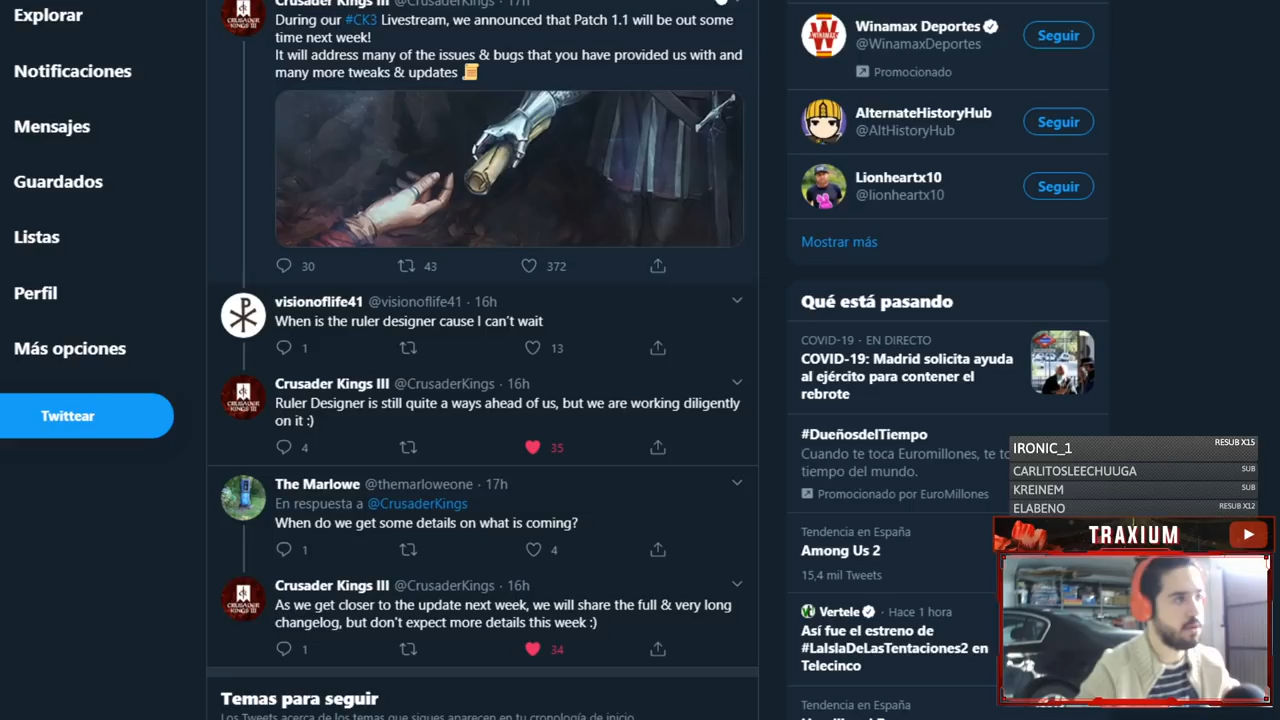 Explorar
Notificaciones
Mensajes
Guardados
Listas
Perfil
Más opciones
Twittear
Crusader Kings III @CrusaderKings · 17h
During our #CK3 Livestream, we announced that Patch 1.1 will be out some
time next week!
It will address many of the issues & bugs that you have provided us with and
many more tweaks & updates
30 43 372
visionoflife41 @visionoflife41 · 16h
When is the ruler designer cause I can't wait
1 13
Crusader Kings III @CrusaderKings · 16h
Ruler Designer is still quite a ways ahead of us, but we are working diligently
on it :)
4 35
The Marlowe @themarloweone · 17h
En respuesta a @CrusaderKings
When do we get some details on what is coming?
1 4
Crusader Kings III @CrusaderKings · 16h
As we get closer to the update next week, we will share the full & very long
changelog, but don't expect more details this week :)
1 34
Temas para seguir
Los Tweets acerca de los temas que sigues aparecen en tu cronología de inicio
Winamax Deportes
@WinamaxDeportes
Seguir
Promocionado
AlternateHistoryHub
@AltHistoryHub
Seguir
Lionheartx10
@lionheartx10
Seguir
Mostrar más
Qué está pasando
COVID-19 · EN DIRECTO
COVID-19: Madrid solicita ayuda
al ejército para contener el
rebrote
#DueñosdelTiempo
Cuando te toca Euromillones, te
tiempo del mundo.
Promocionado por EuroMillones
Tendencia en España
Among Us 2
15,4 mil Tweets
Vertele · Hace 1 hora
Así fue el estreno de
#LaIslaDeLasTentaciones2 en
Telecinco
Tendencia en España
IRONIC_1 RESUB X15
CARLITOSLEECHUUGA SUB
KREINEM SUB
ELABENO RESUB X12
TRAXIUM